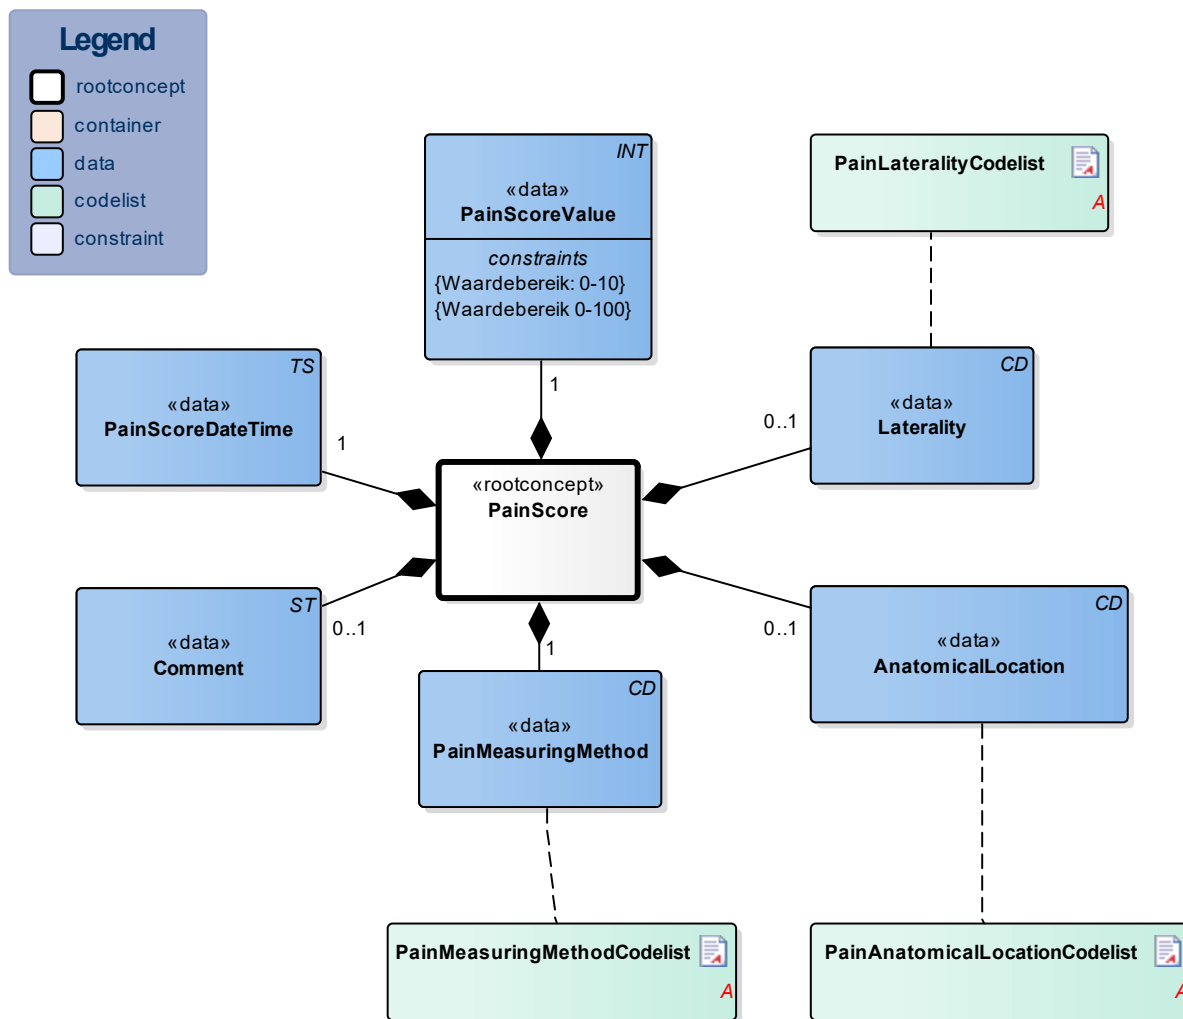 Legend
rootconcept
container
data
codelist
constraint
INT
«data»
PainScoreValue
constraints
{Waardebereik: 0-10}
{Waardebereik 0-100}
1
PainLateralityCodelist
A
TS
«data»
PainScoreDateTime
1
CD
«data»
Laterality
0..1
«rootconcept»
PainScore
ST
«data»
Comment
0..1
CD
«data»
AnatomicalLocation
0..1
1
CD
«data»
PainMeasuringMethod
PainMeasuringMethodCodelist
A
PainAnatomicalLocationCodelist
A